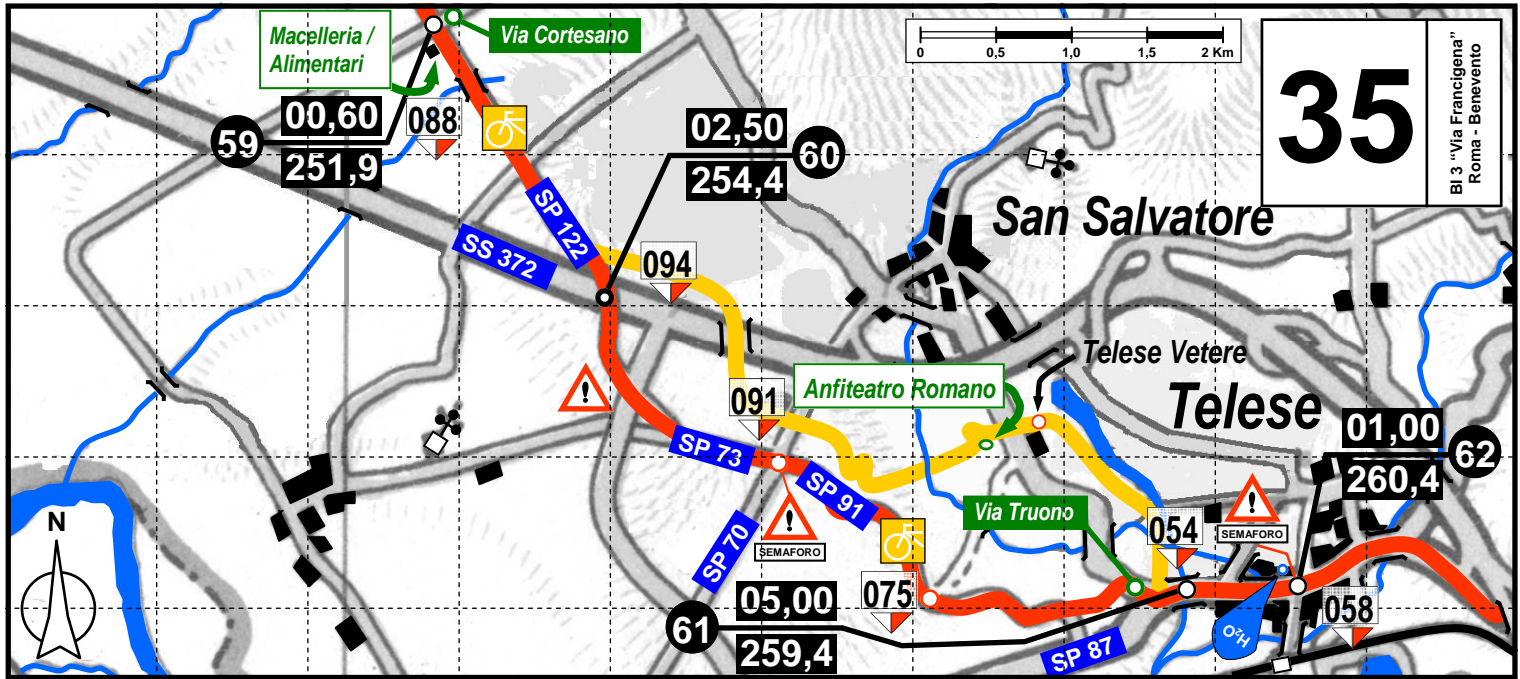 Macelleria /
Alimentari
Via Cortesano
0 0,5 1,0 1,5 2 Km
35
BI 3 "Via Francigena"
Roma - Benevento
59
00,60
251,9
088
02,50
254,4
60
SP 122
SS 372
094
San Salvatore
Telese Vetere
Anfiteatro Romano
Telese
091
01,00
260,4
62
SP 73
SP 91
!
!
SEMAFORO
SP 70
Via Truono
054
!
SEMAFORO
N
075
05,00
259,4
61
058
H2O
SP 87